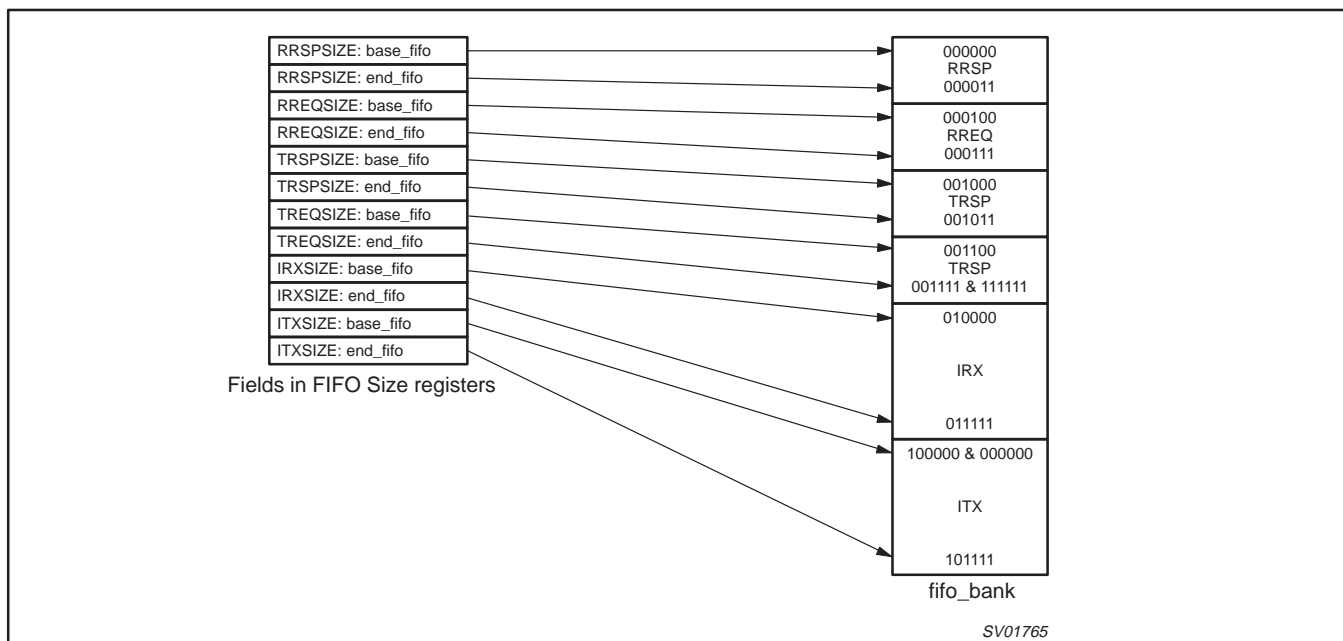 RRSPSIZE: base_fifo
RRSPSIZE: end_fifo
RREQSIZE: base_fifo
RREQSIZE: end_fifo
TRSPSIZE: base_fifo
TRSPSIZE: end_fifo
TREQSIZE: base_fifo
TREQSIZE: end_fifo
IRXSIZE: base_fifo
IRXSIZE: end_fifo
ITXSIZE: base_fifo
ITXSIZE: end_fifo
Fields in FIFO Size registers
000000
RRSP
000011
000100
RREQ
000111
001000
TRSP
001011
001100
TRSP
001111 & 111111
010000
IRX
011111
100000 & 000000
ITX
101111
fifo_bank
SV01765